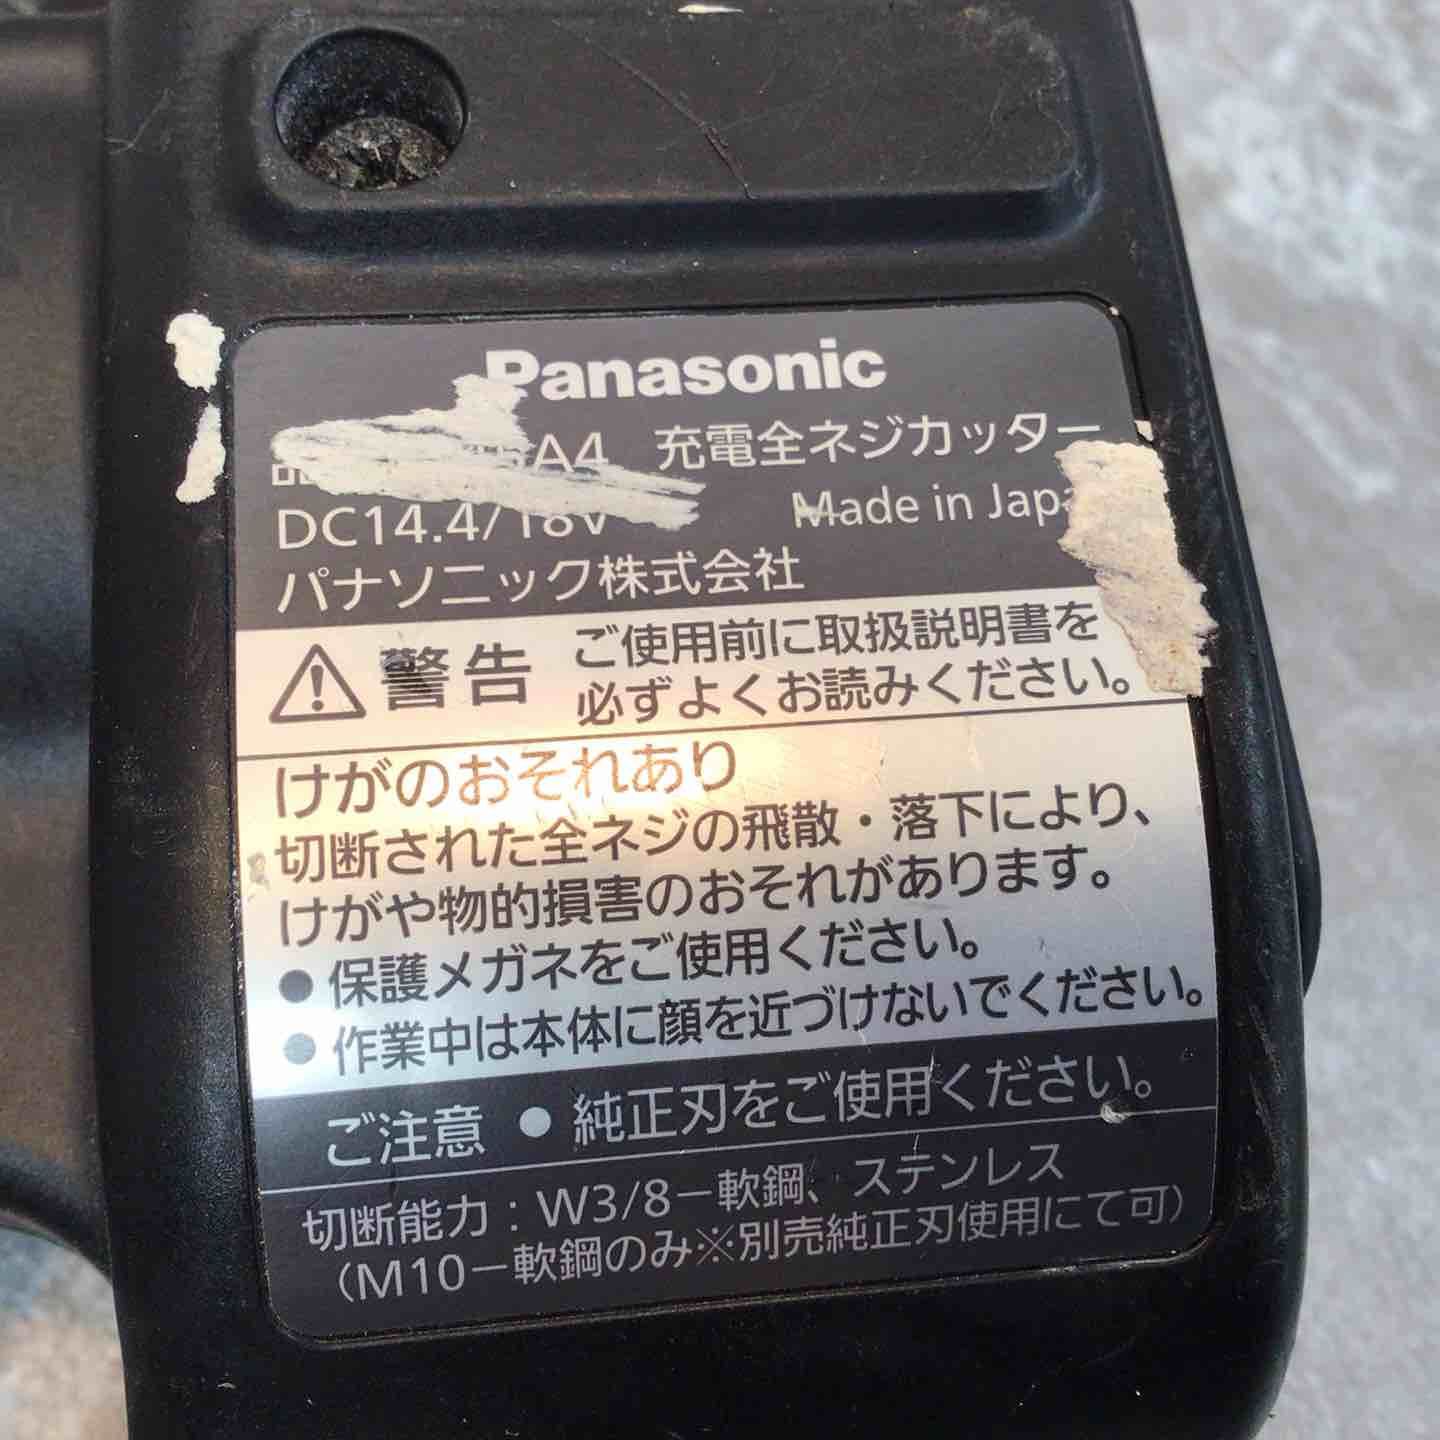 Panasonic
A4 充電全ネジカッター
DC14.4/18V Made in Japa
パナソニック株式会社
警告 ご使用前に取扱説明書を
必ずよくお読みください。
けがのおそれあり
切断された全ネジの飛散・落下により、
けがや物的損害のおそれがあります。
●保護メガネをご使用ください。
●作業中は本体に顔を近づけないでください。
ご注意 ●純正刃をご使用ください。
切断能力：W3/8－軟鋼、ステンレス
（M10－軟鋼のみ※別売純正刃使用にて可）